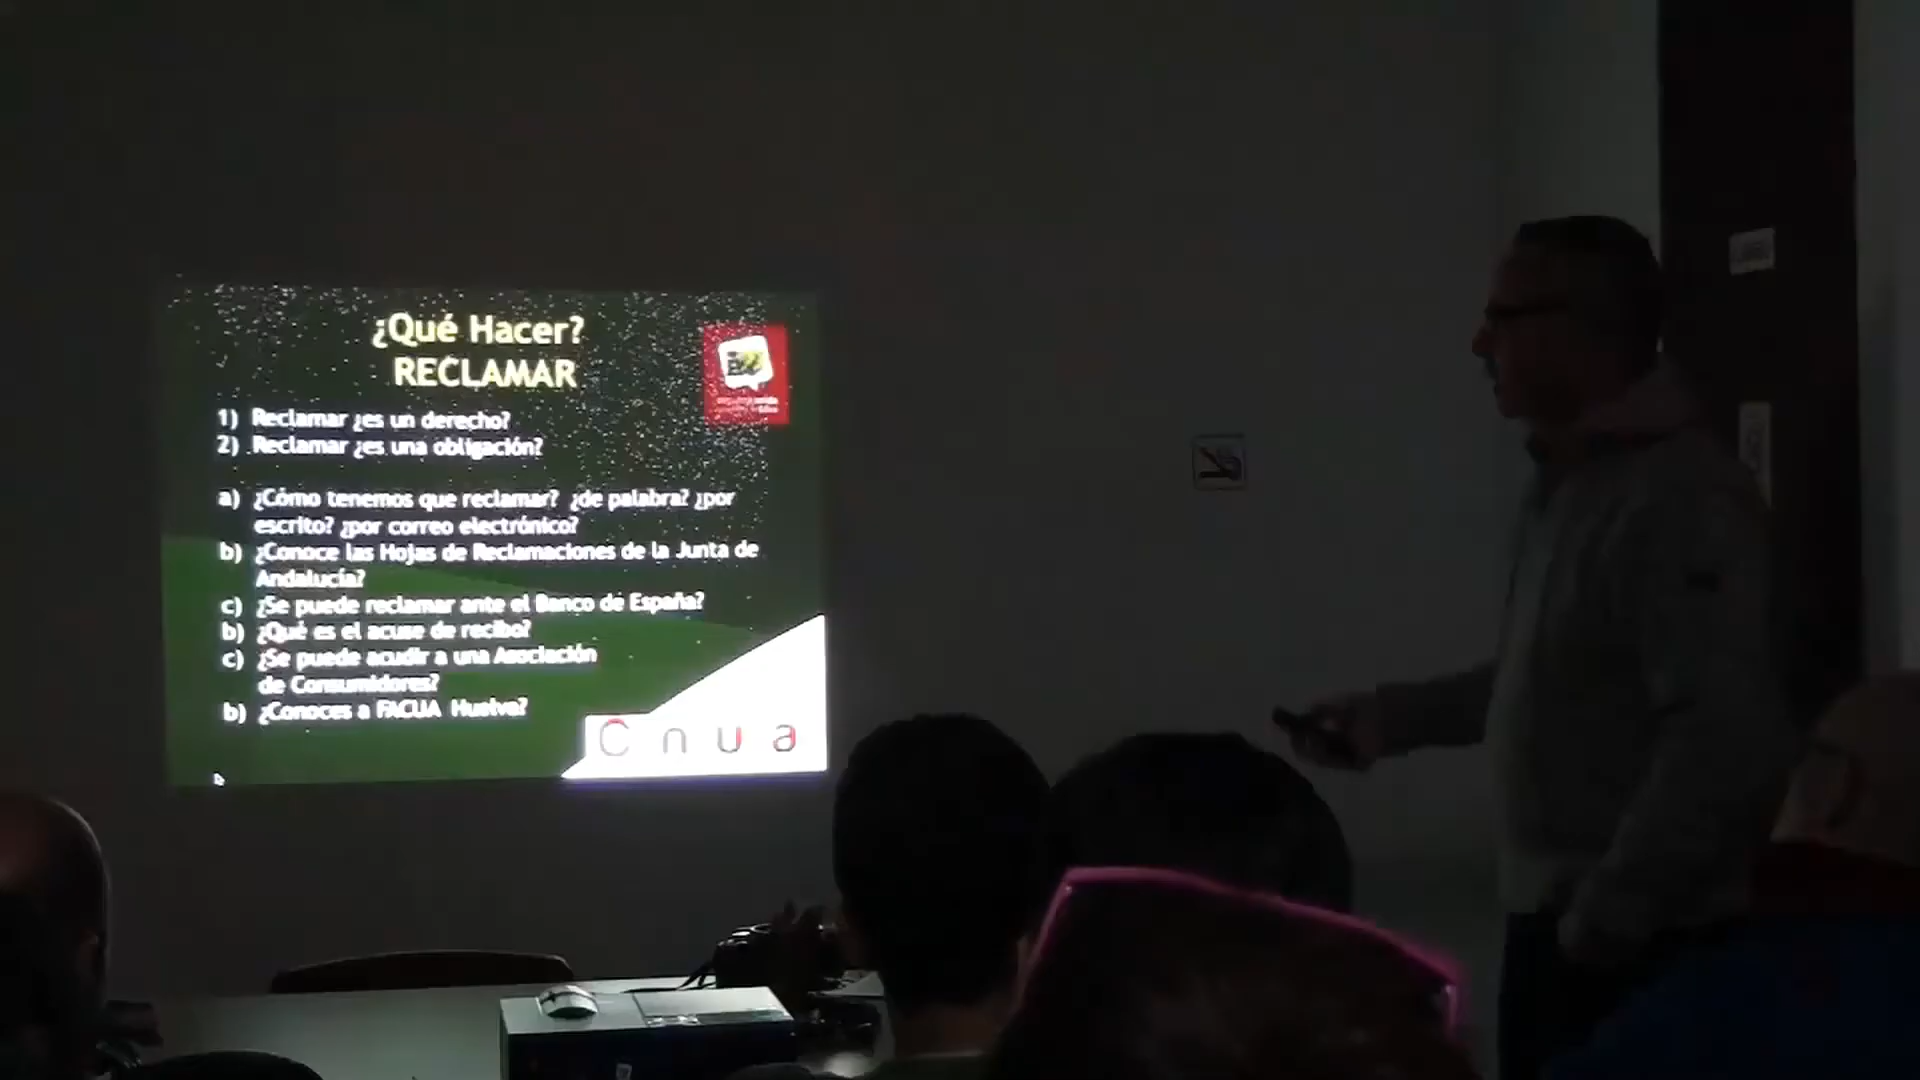 ¿Qué Hacer?
RECLAMAR
1) Reclamar ¿es un derecho?
2) .Reclamar ¿es una obligación?
a) ¿Cómo tenemos que reclamar? ¿de palabra? ¿por
escrito? ¿por correo electrónico?
b) ¿Conoce las Hojas de Reclamaciones de la Junta de
Andalucía?
c) ¿Se puede reclamar ante el Banco de España?
b) ¿Qué es el acuse de recibo?
c) ¿Se puede acudir a una Asociación
de Consumidores?
b) ¿Conoces a FACUA Huelva?
C n u a